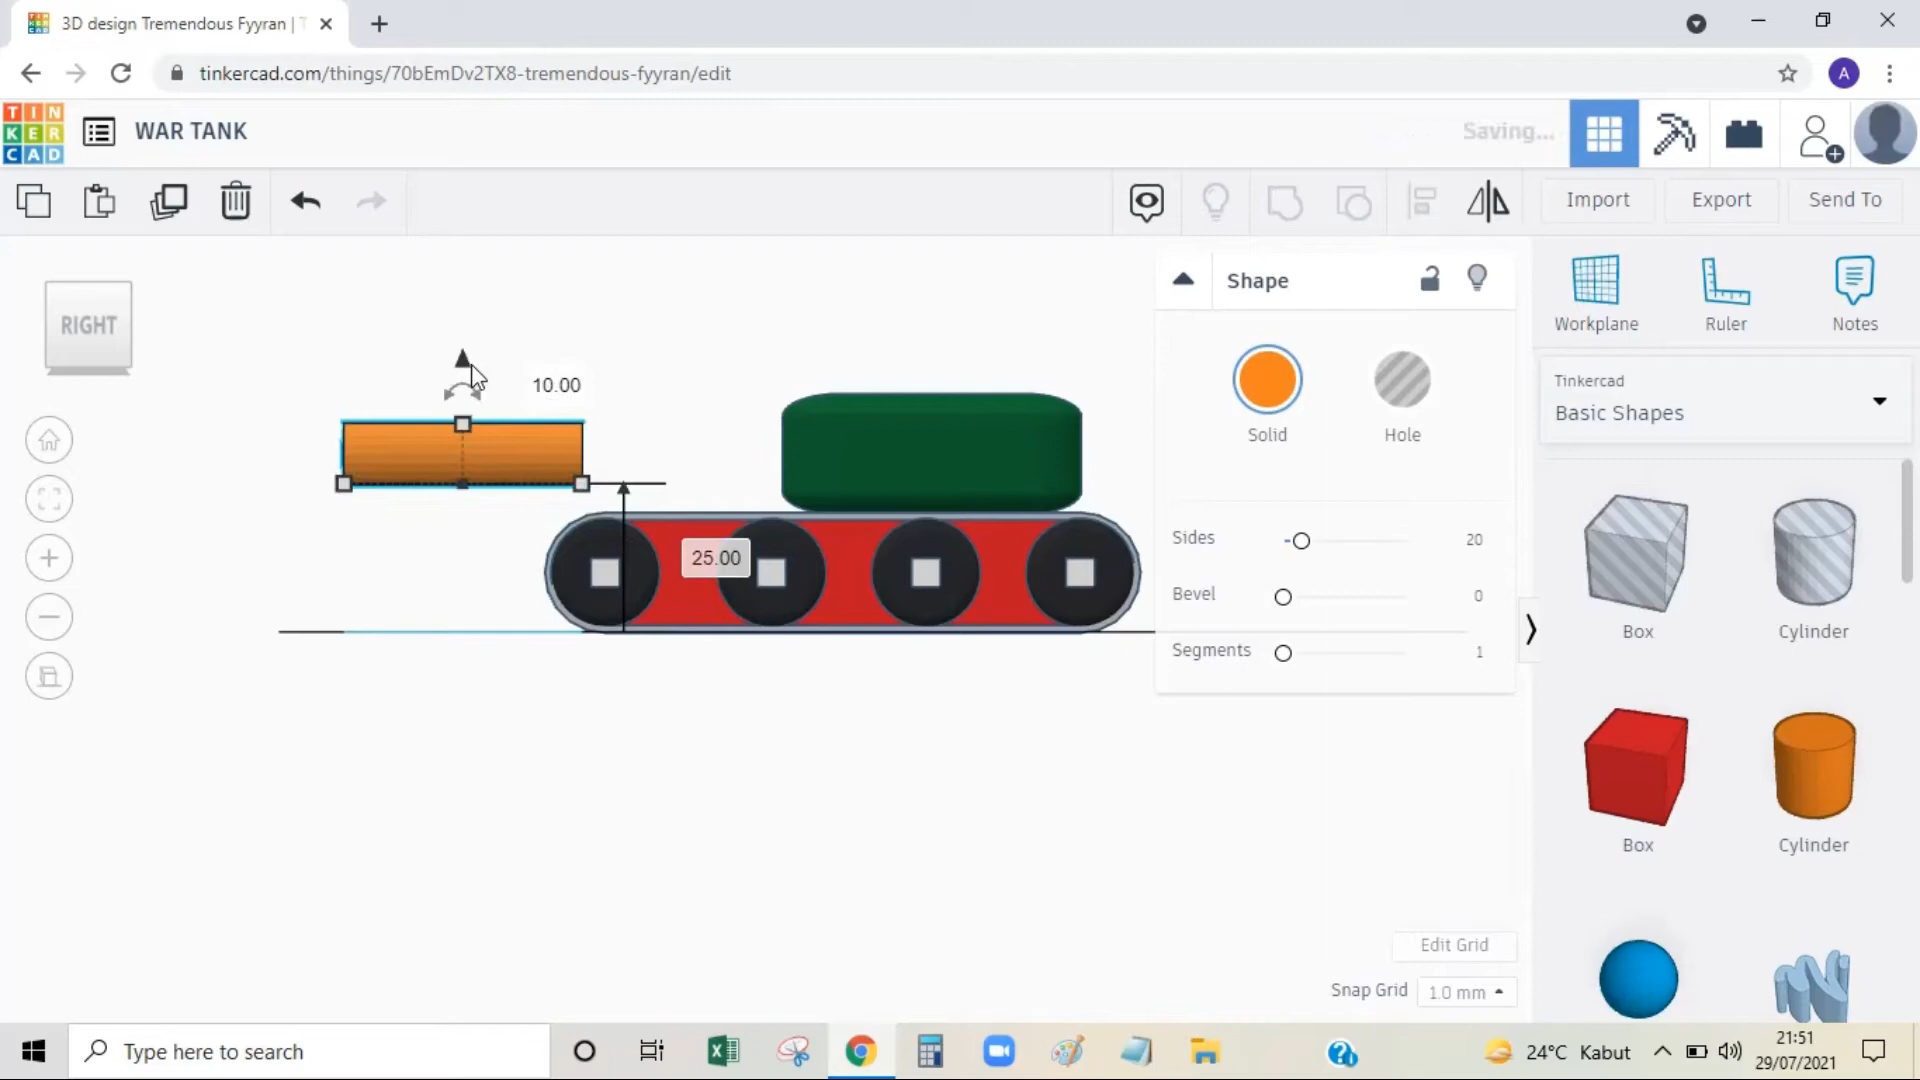 3D design Tremendous Fyyran | T
tinkercad.com/things/70bEmDv2TX8-tremendous-fyyran/edit
A
TIN
KER
CAD
WAR TANK
Saving...
Import
Export
Send To
RIGHT
10.00
25.00
Shape
Solid
Hole
Sides
20
Bevel
0
Segments
1
Workplane
Ruler
Notes
Tinkercad
Basic Shapes
Box
Cylinder
Box
Cylinder
Edit Grid
Snap Grid
1.0 mm
Type here to search
24°C Kabut
21:51
29/07/2021